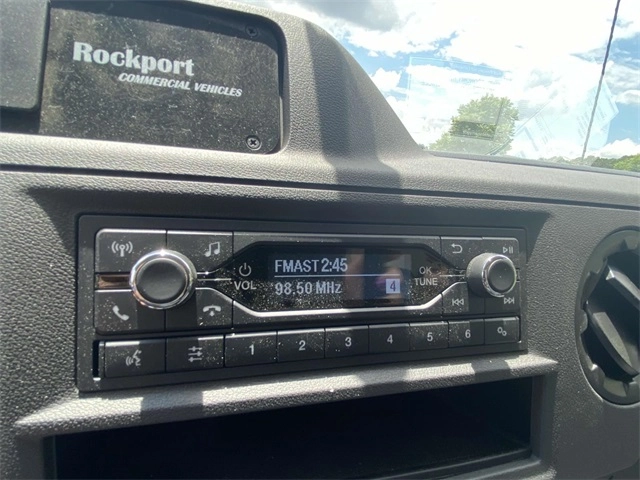 Rockport
COMMERCIAL VEHICLES
FMAST 2:45
98.50 MHz
4
VOL
OK
TUNE
1 2 3 4 5 6